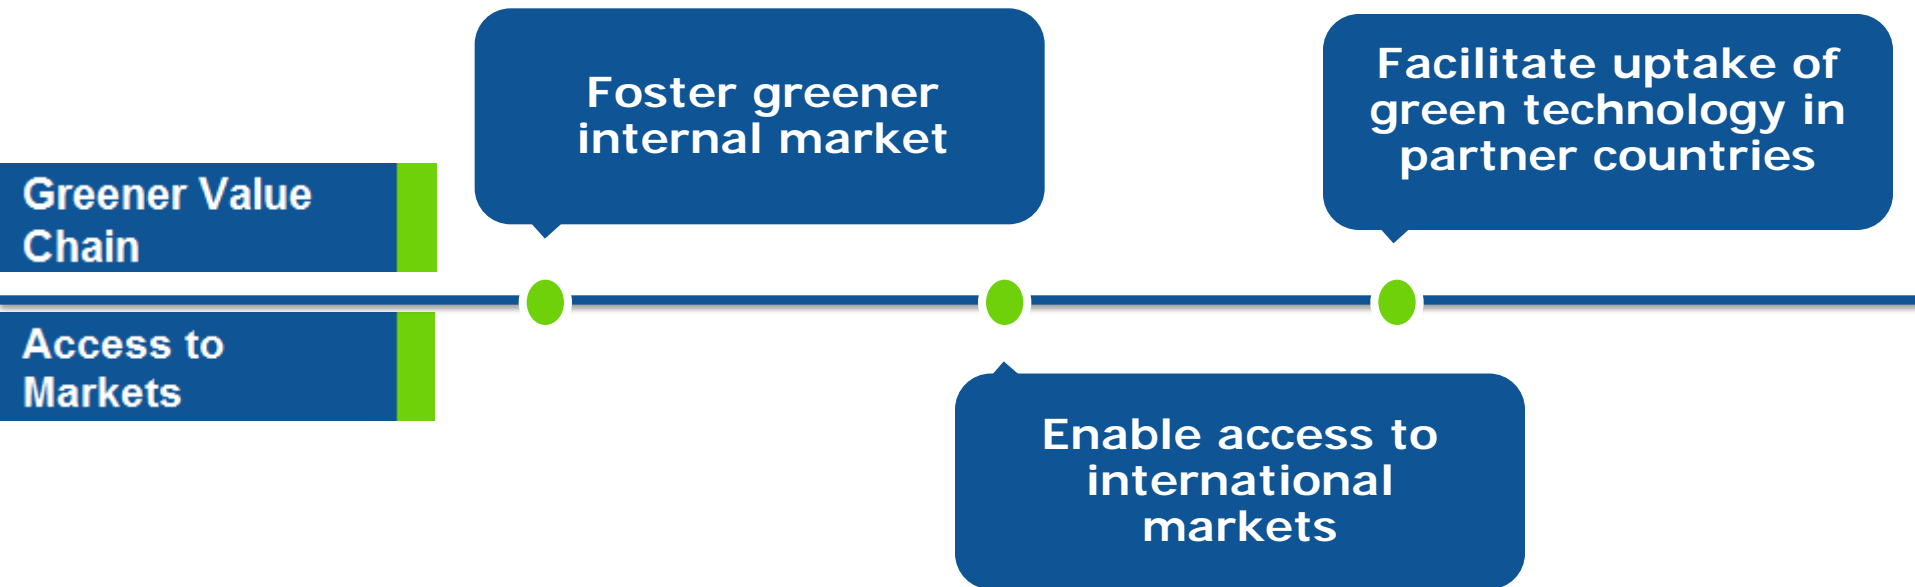 Foster greener
internal market
Facilitate uptake of
green technology in
partner countries
Greener Value
Chain
Access to
Markets
Enable access to
international
markets